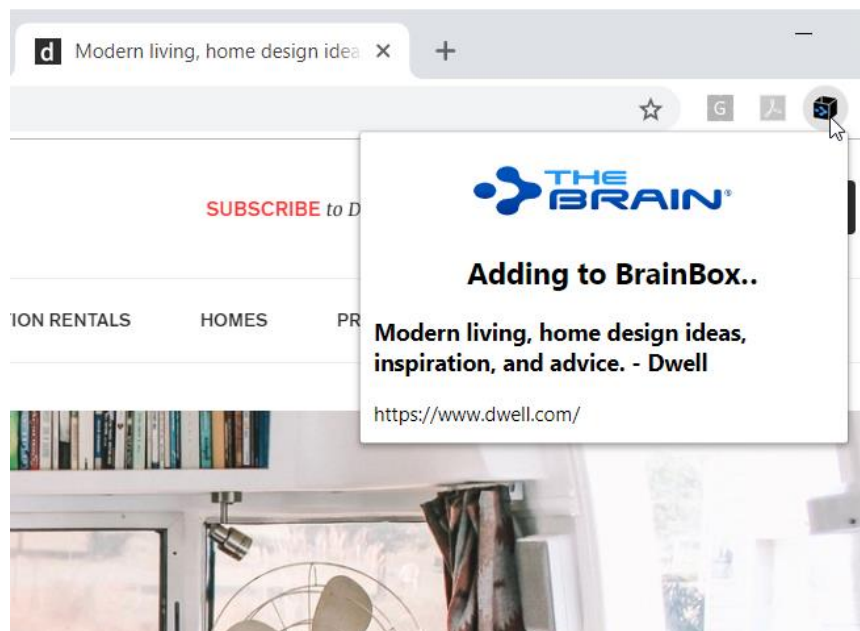 d Modern living, home design idea
G
THE
BRAIN®
SUBSCRIBE to D
Adding to BrainBox..
ION RENTALS HOMES PR
Modern living, home design ideas,
inspiration, and advice. - Dwell
https://www.dwell.com/